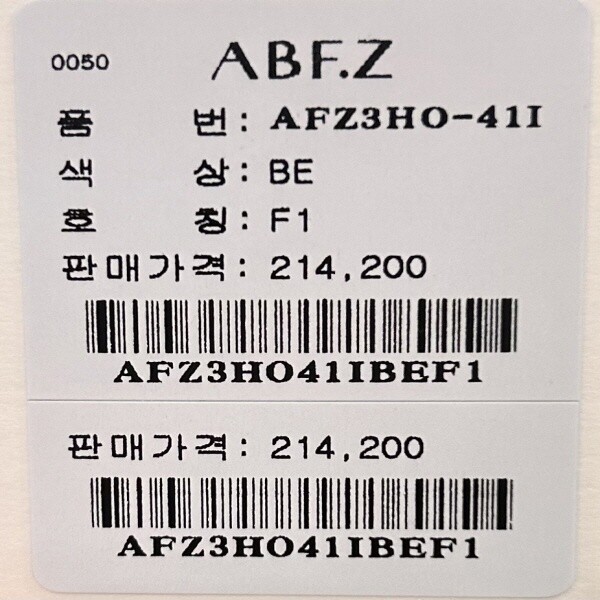 0050 ABF.Z
품 번: AFZ3HO-41I
색 상: BE
호 칭: F1
판매가격: 214,200
AFZ3HO41IBEF1
판매가격: 214,200
AFZ3HO41IBEF1